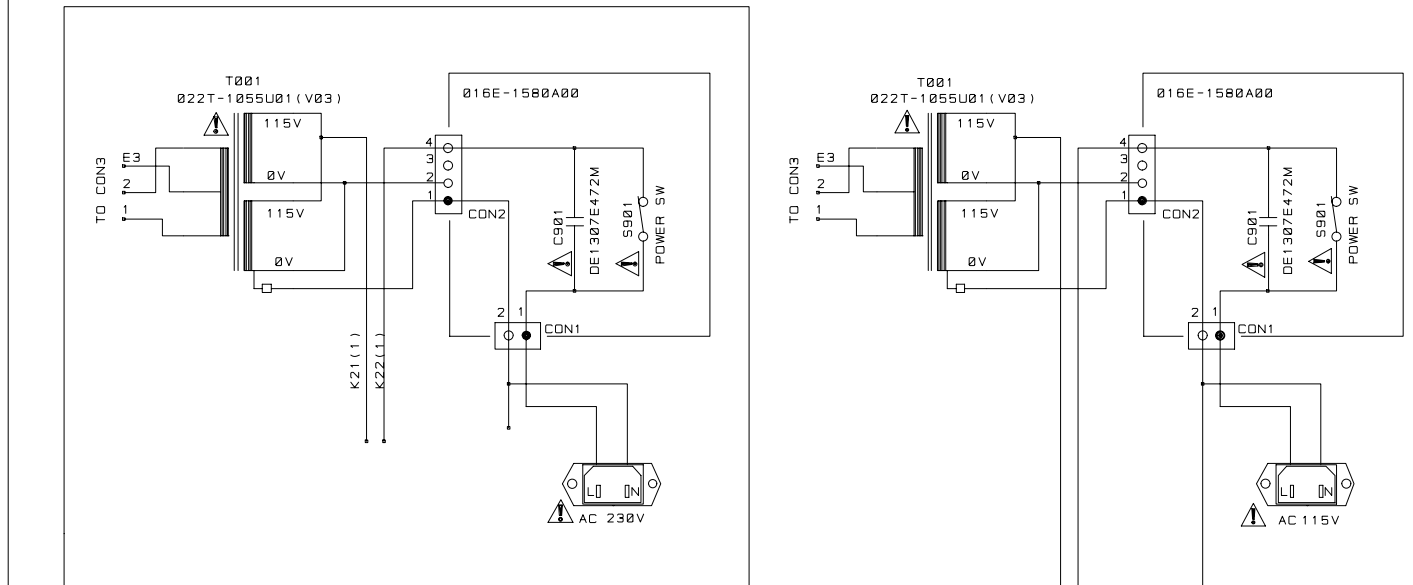 T001
022T-1055U01(V03)
016E-1580A00
115V
0V
115V
0V
TO CON3
E3
2
1
4
3
2
1
CON2
C901
DE1307E472M
S901
POWER SW
2 1
CON1
K21(1)
K22(1)
L N
AC 230V
T001
022T-1055U01(V03)
016E-1580A00
115V
0V
115V
0V
TO CON3
E3
2
1
4
3
2
1
CON2
C901
DE1307E472M
S901
POWER SW
2 1
CON1
L N
AC 115V